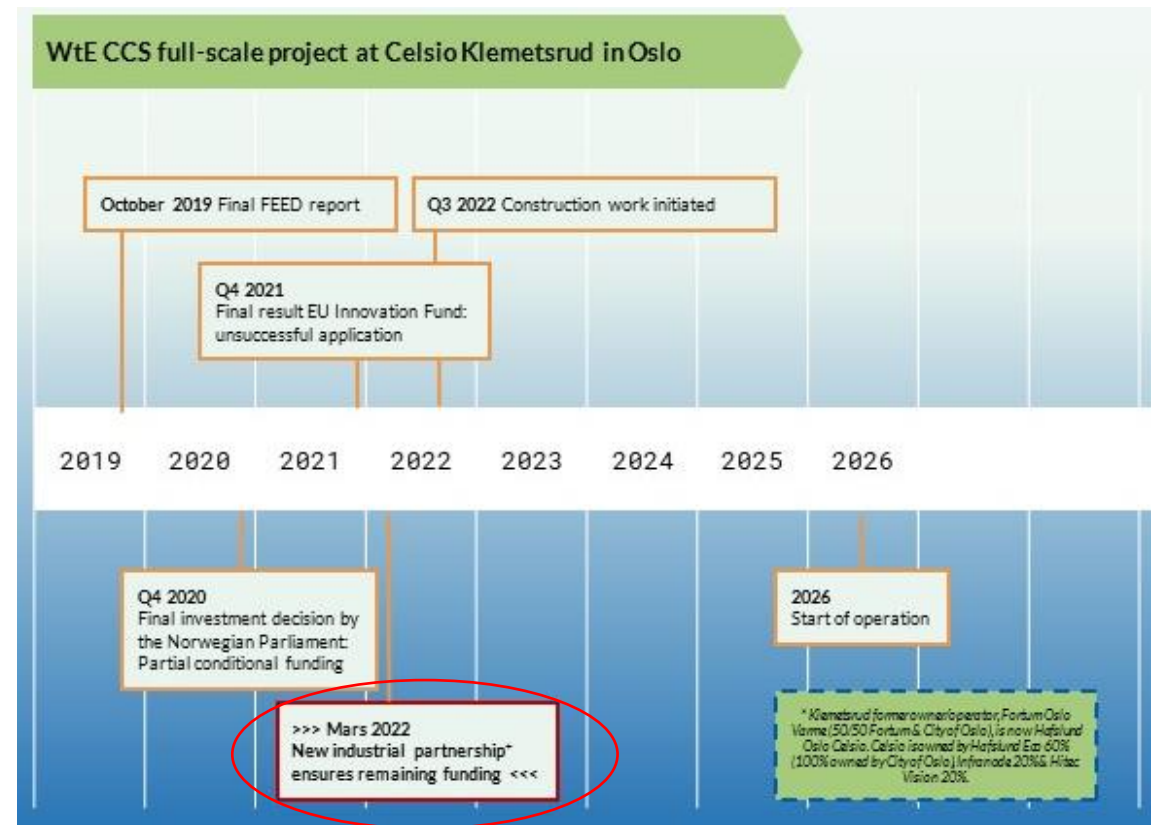 WtE CCS full-scale project at Celsio Klemetsrud in Oslo
October 2019 Final FEED report
Q3 2022 Construction work initiated
Q4 2021
Final result EU Innovation Fund:
unsuccessful application
2019 2020 2021 2022 2023 2024 2025 2026
Q4 2020
Final investment decision by
the Norwegian Parliament:
Partial conditional funding
2026
Start of operation
>>> Mars 2022
New industrial partnership*
ensures remaining funding <<<
* Klemetsrud former owner/operator, Fortum Oslo
Varme (50/50 Fortum & City of Oslo), is now Hafslund
Oslo Celsio. Celsio is owned by Hafslund Eco 60%
(100% owned by City of Oslo), Infranode 20% & Hitec
Vision 20%.